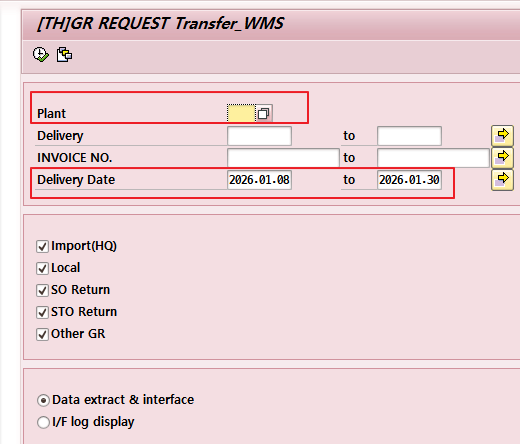 [TH]GR REQUEST Transfer_WMS
Plant
Delivery to
INVOICE NO. to
Delivery Date 2026.01.08 to 2026.01.30
Import(HQ)
Local
SO Return
STO Return
Other GR
Data extract & interface
I/F log display